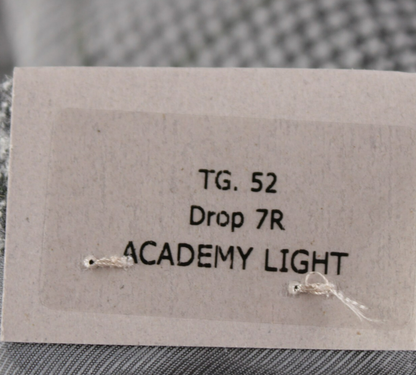 TG. 52
Drop 7R
ACADEMY LIGHT